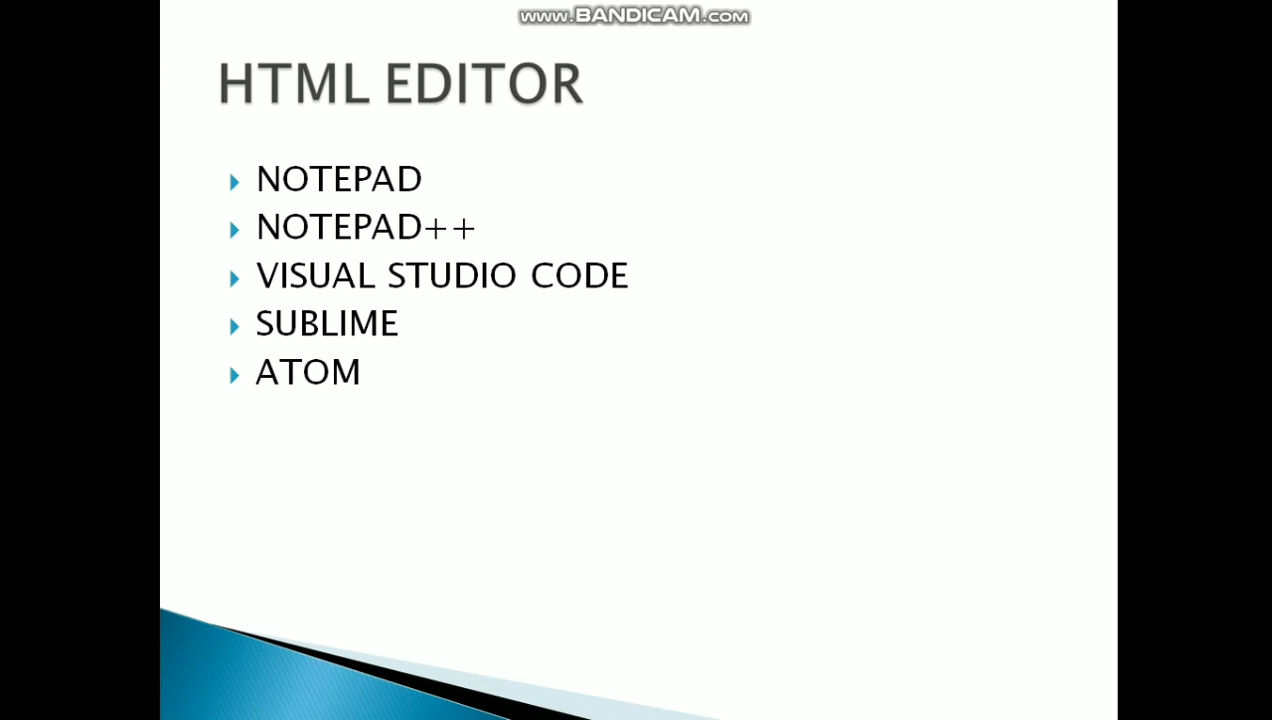 www.BANDICAM.com
HTML EDITOR
NOTEPAD
NOTEPAD++
VISUAL STUDIO CODE
SUBLIME
ATOM